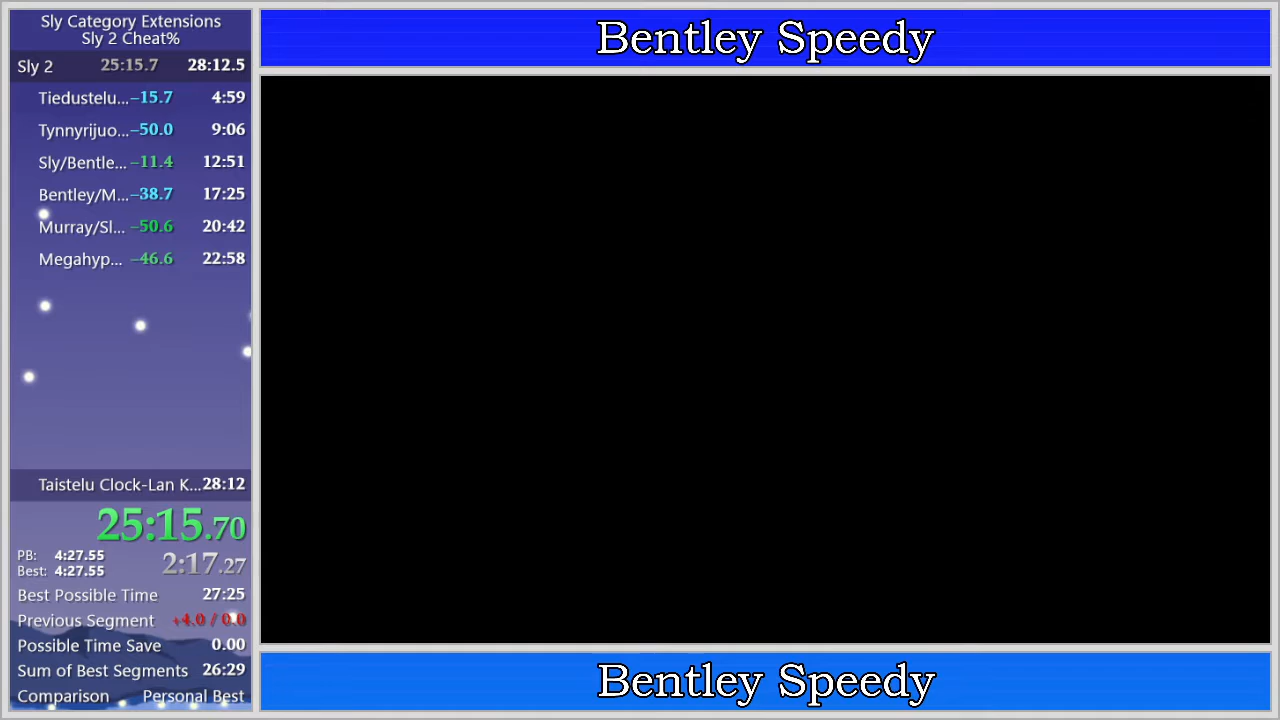 Sly Category Extensions
Sly 2 Cheat%
Sly 2 25:15.7 28:12.5
Tiedustelu... −15.7 4:59
Tynnyrijuo... −50.0 9:06
Sly/Bentle... −11.4 12:51
Bentley/M... −38.7 17:25
Murray/Sl... −50.6 20:42
Megahyp... −46.6 22:58
Taistelu Clock-Lan K... 28:12
25:15.70
PB: 4:27.55
2:17.27
Best: 4:27.55
Best Possible Time 27:25
Previous Segment +4.0 / 0.0
Possible Time Save 0.00
Sum of Best Segments 26:29
Comparison Personal Best
Bentley Speedy
Bentley Speedy